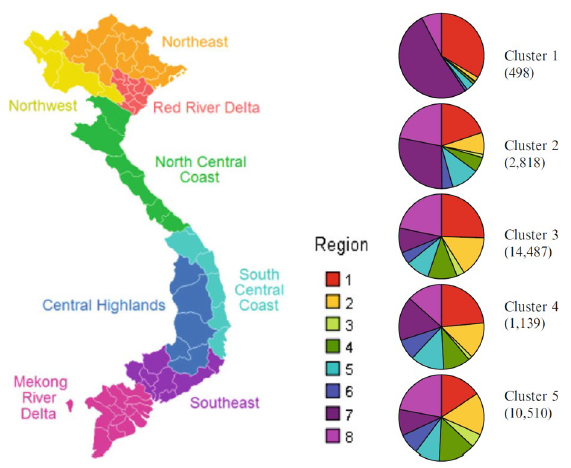 Northeast
Northwest
Red River Delta
North Central
Coast
South
Central
Coast
Central Highlands
Mekong
River
Delta
Southeast
Region
1
2
3
4
5
6
7
8
Cluster 1
(498)
Cluster 2
(2,818)
Cluster 3
(14,487)
Cluster 4
(1,139)
Cluster 5
(10,510)